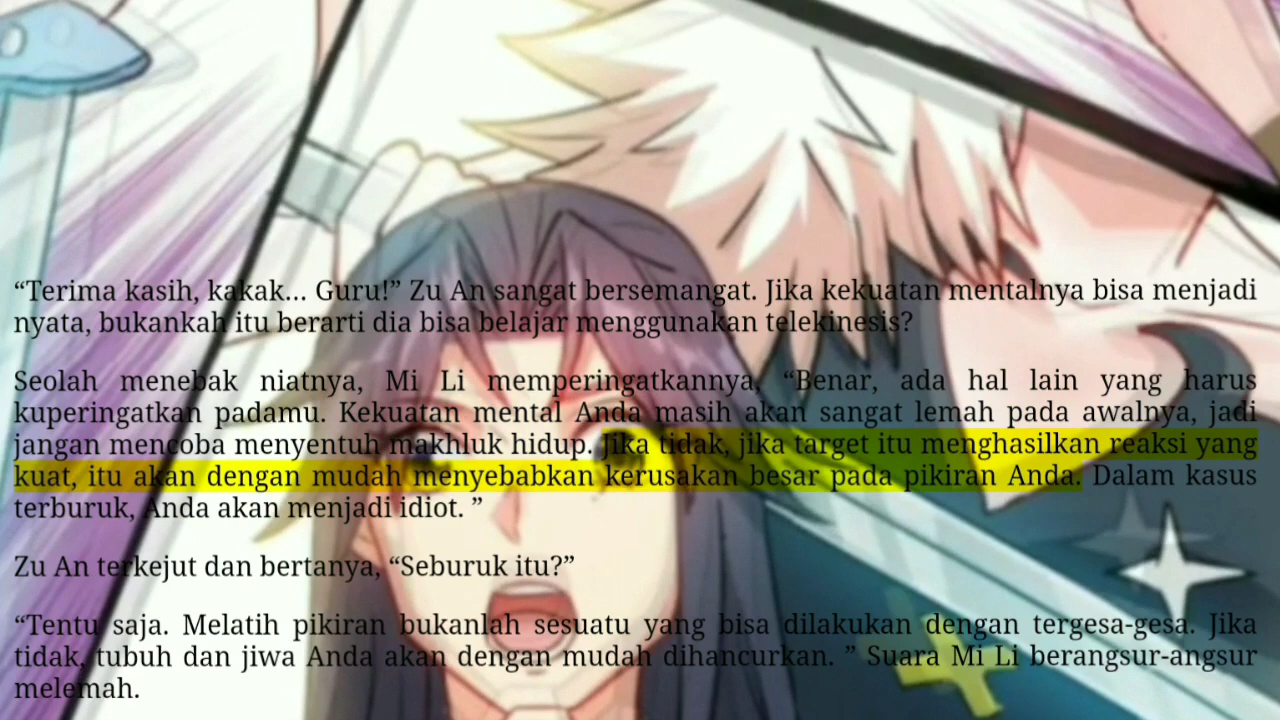 “Terima kasih, kakak... Guru!” Zu An sangat bersemangat. Jika kekuatan mentalnya bisa menjadi
nyata, bukankah itu berarti dia bisa belajar menggunakan telekinesis?
Seolah menebak niatnya, Mi Li memperingatkannya, “Benar, ada hal lain yang harus
kuperingatkan padamu. Kekuatan mental Anda masih akan sangat lemah pada awalnya, jadi
jangan mencoba menyentuh makhluk hidup. Jika tidak, jika target itu menghasilkan reaksi yang
kuat, itu akan dengan mudah menyebabkan kerusakan besar pada pikiran Anda. Dalam kasus
terburuk, Anda akan menjadi idiot. ”
Zu An terkejut dan bertanya, “Seburuk itu?”
“Tentu saja. Melatih pikiran bukanlah sesuatu yang bisa dilakukan dengan tergesa-gesa. Jika
tidak, tubuh dan jiwa Anda akan dengan mudah dihancurkan. ” Suara Mi Li berangsur-angsur
melemah.